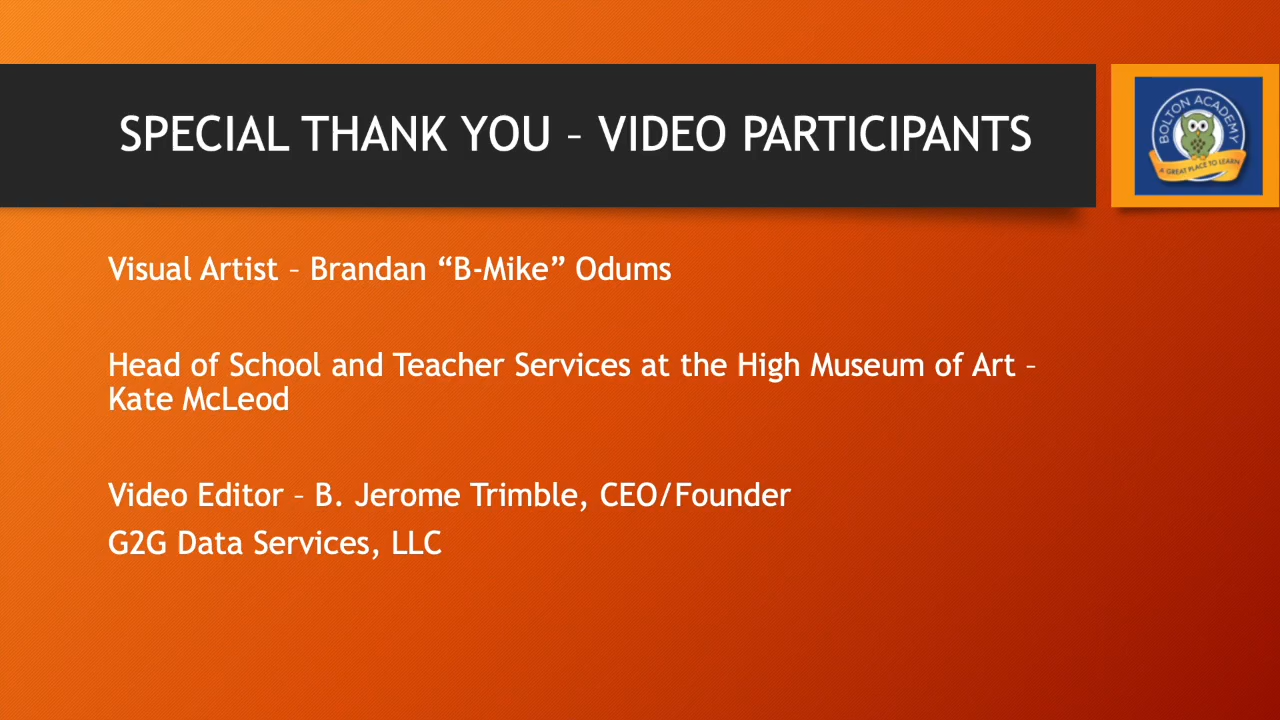 SPECIAL THANK YOU – VIDEO PARTICIPANTS
BOLTON ACADEMY
A GREAT PLACE TO LEARN
Visual Artist – Brandan “B-Mike” Odums
Head of School and Teacher Services at the High Museum of Art –
Kate McLeod
Video Editor – B. Jerome Trimble, CEO/Founder
G2G Data Services, LLC